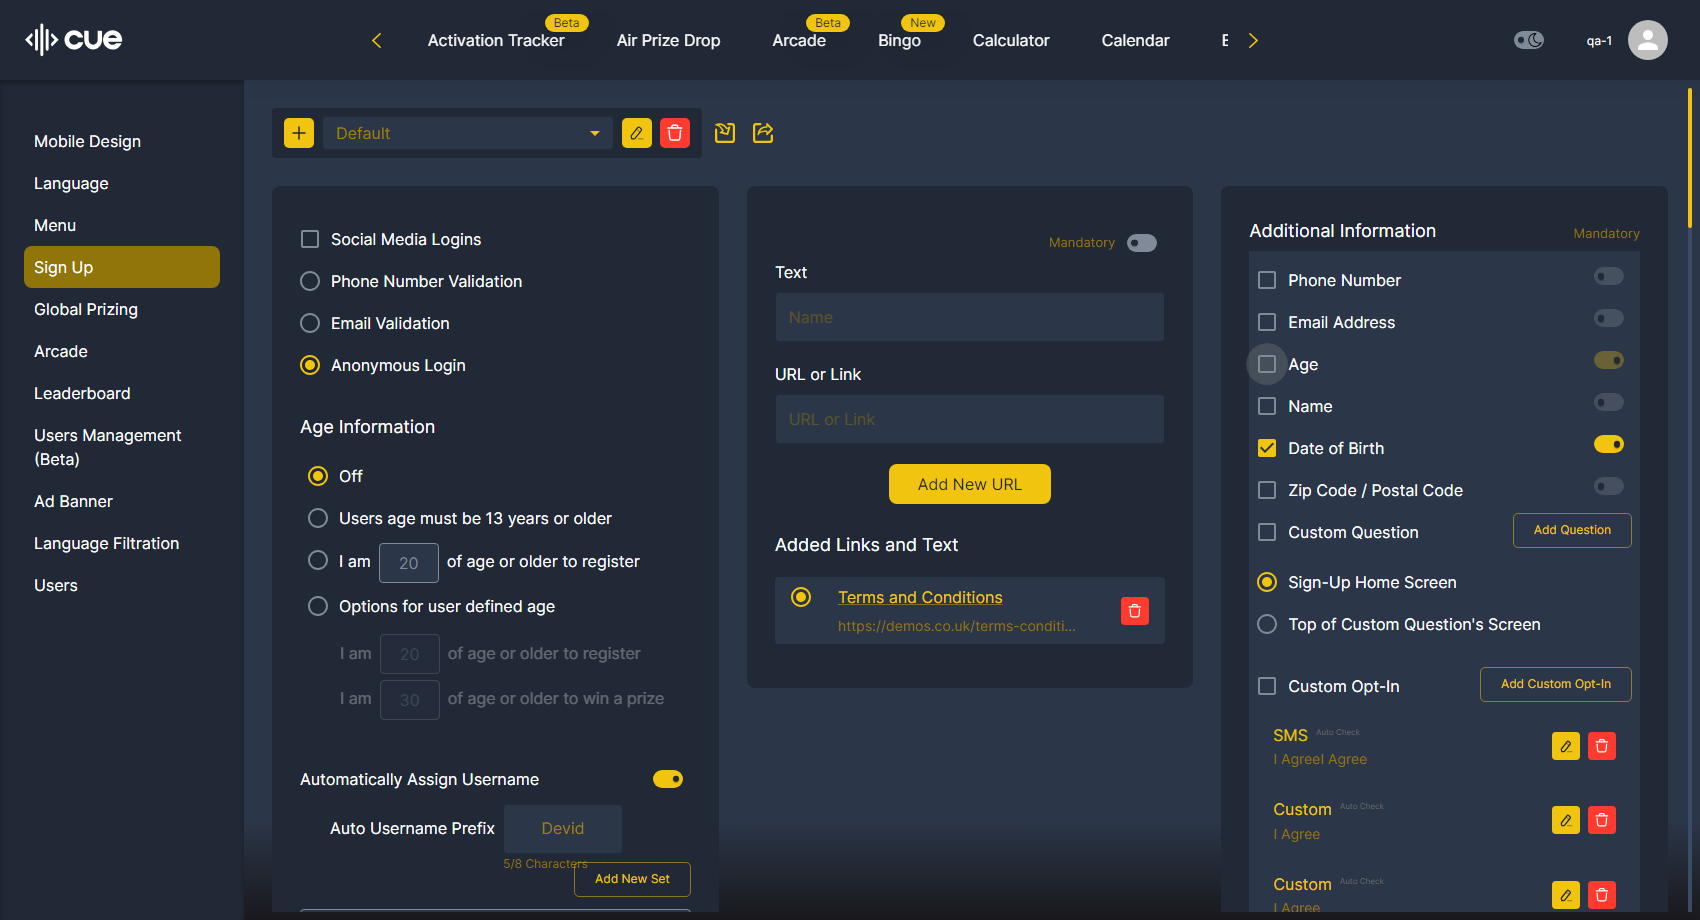 cue
Beta
Activation Tracker
Air Prize Drop
Beta
Arcade
New
Bingo
Calculator
Calendar
qa-1
Mobile Design
Language
Menu
Sign Up
Global Prizing
Arcade
Leaderboard
Users Management
(Beta)
Ad Banner
Language Filtration
Users
Default
Social Media Logins
Phone Number Validation
Email Validation
Anonymous Login
Age Information
Off
Users age must be 13 years or older
I am 20 of age or older to register
Options for user defined age
I am 20 of age or older to register
I am 30 of age or older to win a prize
Automatically Assign Username
Auto Username Prefix Devid
5/8 Characters
Add New Set
Mandatory
Text
Name
URL or Link
URL or Link
Add New URL
Added Links and Text
Terms and Conditions
https://demos.co.uk/terms-conditi...
Additional Information Mandatory
Phone Number
Email Address
Age
Name
Date of Birth
Zip Code / Postal Code
Custom Question Add Question
Sign-Up Home Screen
Top of Custom Question's Screen
Custom Opt-In Add Custom Opt-In
SMS Auto Check
I AgreeI Agree
Custom Auto Check
I Agree
Custom Auto Check
I Agree